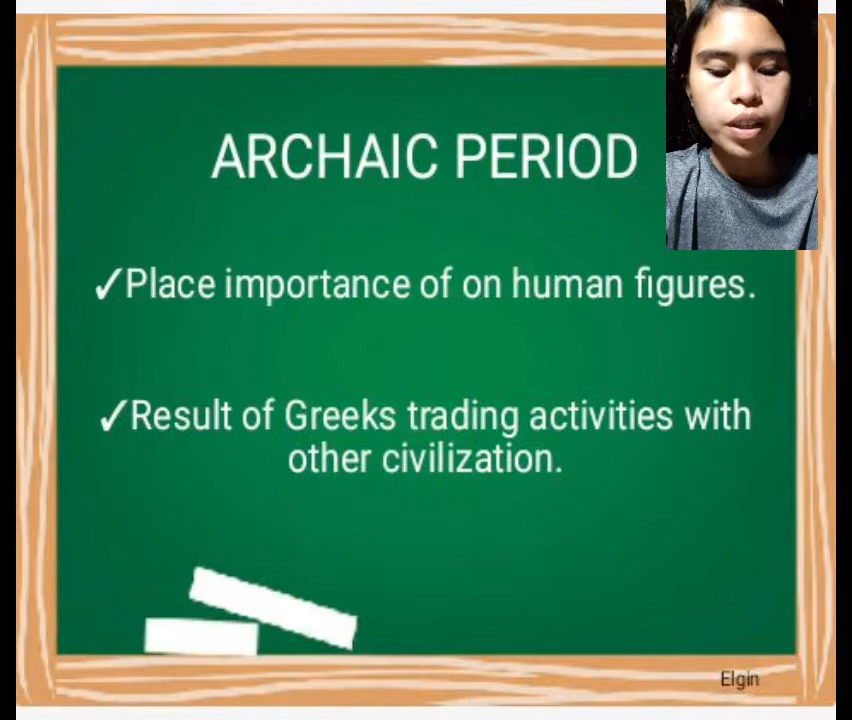 ARCHAIC PERIOD
✓Place importance of on human figures.
✓Result of Greeks trading activities with
other civilization.
Elgin